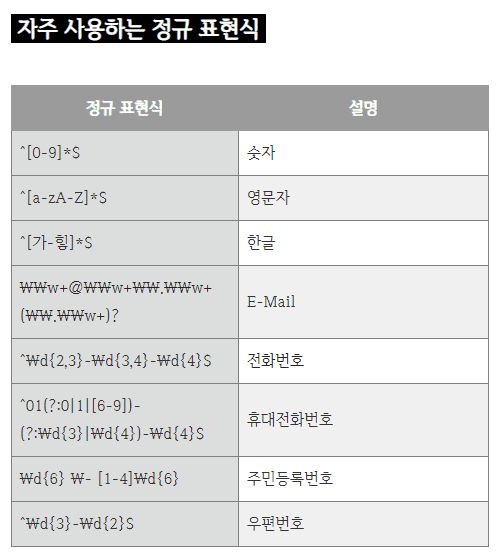 자주 사용하는 정규 표현식
정규 표현식 설명
^[0-9]*$ 숫자
^[a-zA-Z]*$ 영문자
^[가-힣]*$ 한글
₩₩w+@₩₩w+₩₩.₩₩w+
(₩₩.₩₩w+)? E-Mail
^₩d{2,3}-₩d{3,4}-₩d{4}$ 전화번호
^01(?:0|1|[6-9])-
(?:₩d{3}|₩d{4})-₩d{4}$ 휴대전화번호
₩d{6} ₩- [1-4]₩d{6} 주민등록번호
^₩d{3}-₩d{2}$ 우편번호